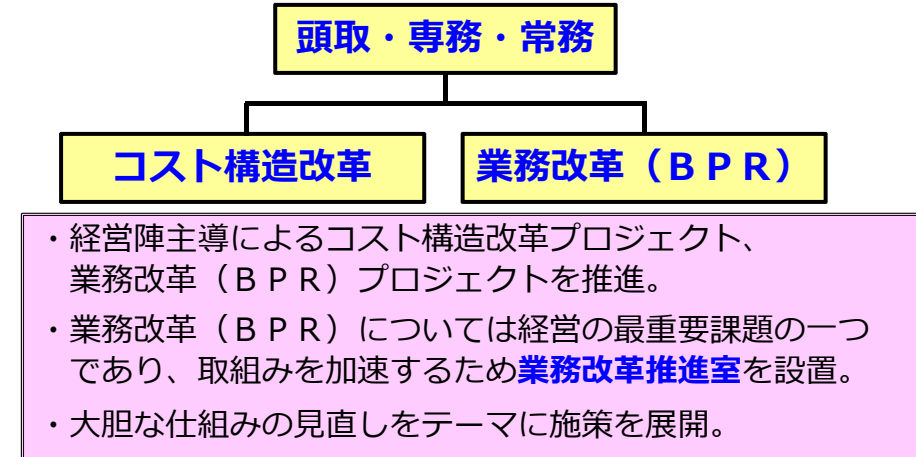 頭取・専務・常務
コスト構造改革
業務改革（ＢＰＲ）
・経営陣主導によるコスト構造改革プロジェクト、
業務改革（ＢＰＲ）プロジェクトを推進。
・業務改革（ＢＰＲ）については経営の最重要課題の一つ
であり、取組みを加速するため業務改革推進室を設置。
・大胆な仕組みの見直しをテーマに施策を展開。